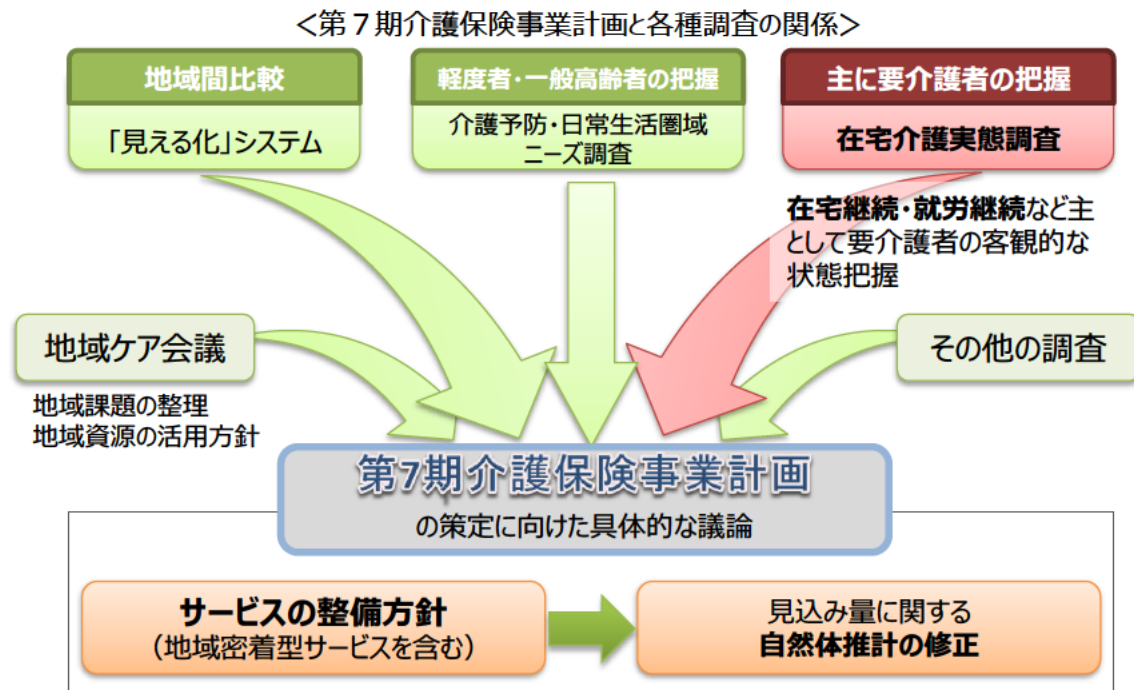 ＜第７期介護保険事業計画と各種調査の関係＞
地域間比較
「見える化」システム
軽度者・一般高齢者の把握
介護予防・日常生活圏域
ニーズ調査
主に要介護者の把握
在宅介護実態調査
在宅継続・就労継続など主
として要介護者の客観的な
状態把握
地域ケア会議
地域課題の整理
地域資源の活用方針
その他の調査
第7期介護保険事業計画
の策定に向けた具体的な議論
サービスの整備方針
（地域密着型サービスを含む）
見込み量に関する
自然体推計の修正